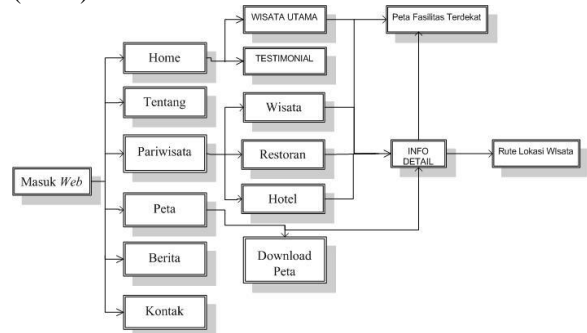 WISATA UTAMA
Peta Fasilitas Terdekat
Home
TESTIMONIAL
Tentang
Wisata
Pariwisata
Restoran
INFO
DETAIL
Rute Lokasi Wisata
Masuk Web
Hotel
Peta
Berita
Download
Peta
Kontak